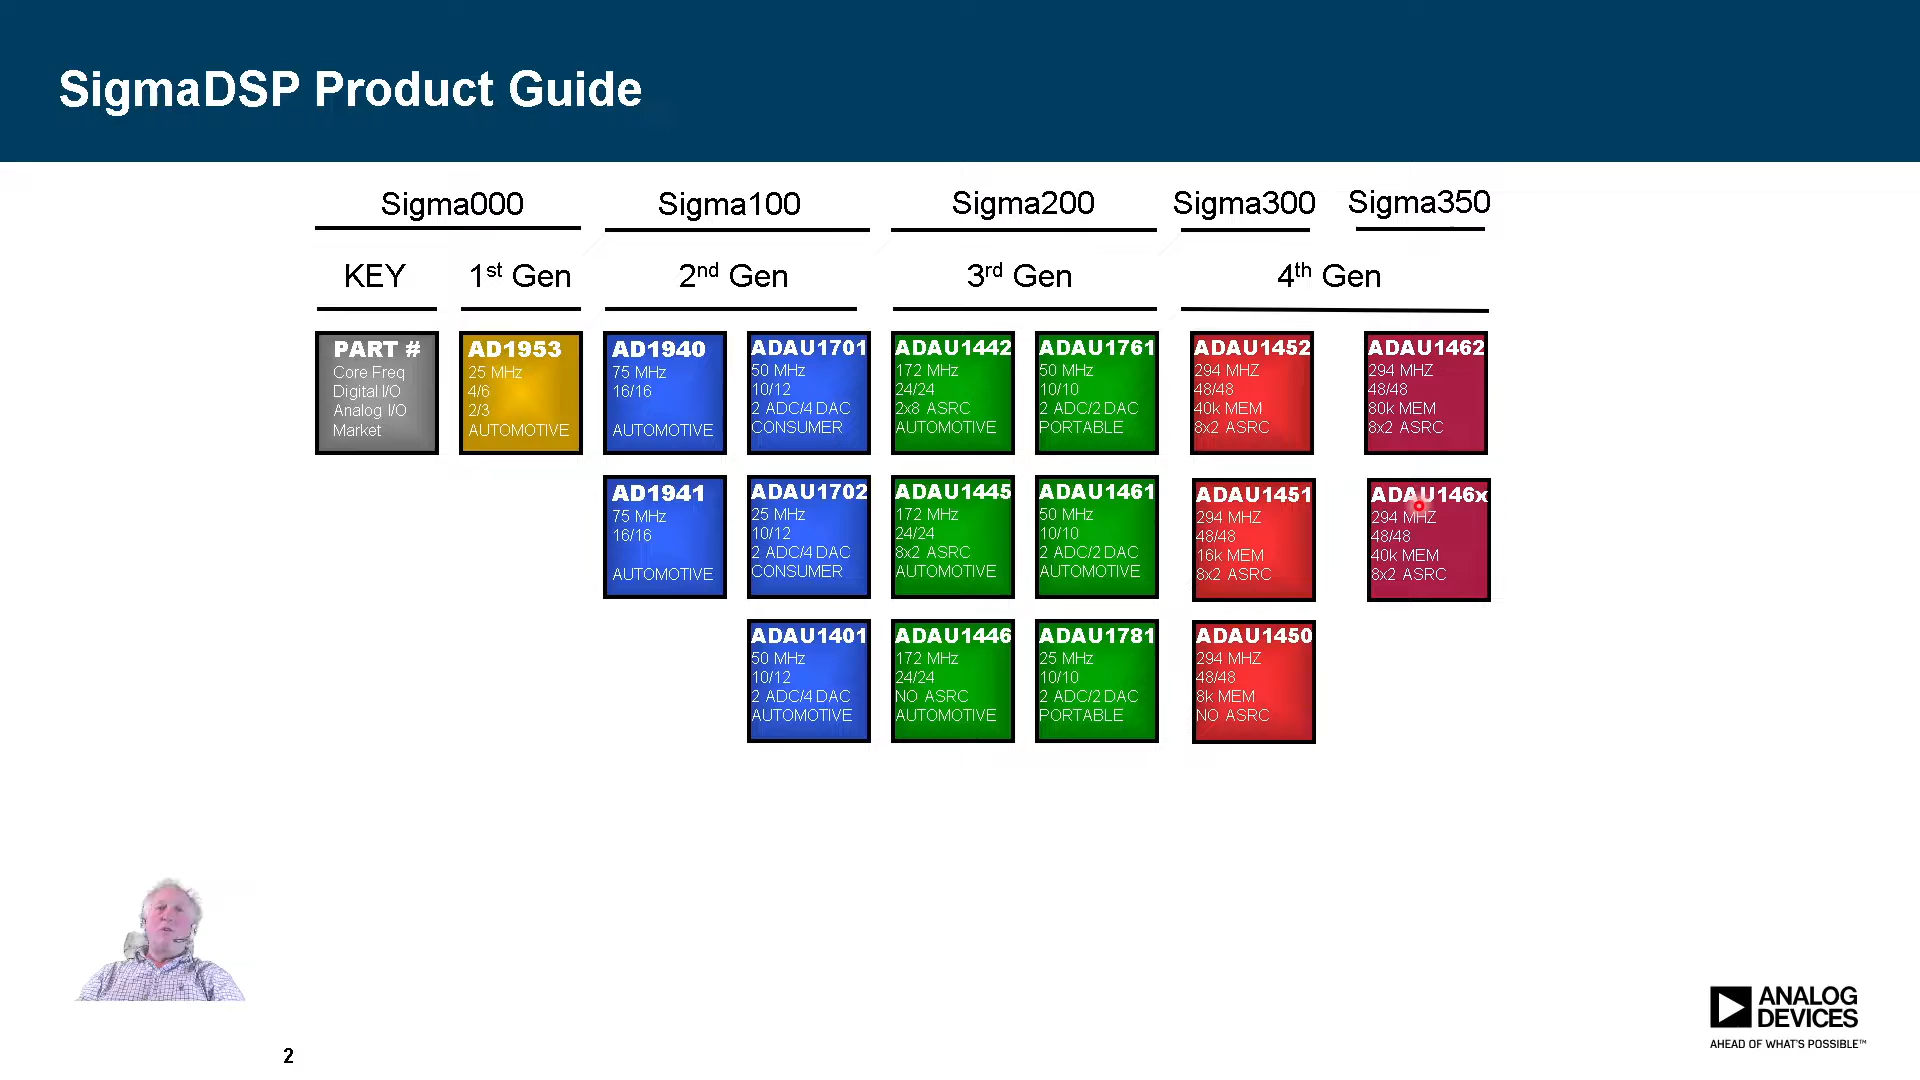 SigmaDSP Product Guide
Sigma000
Sigma100
Sigma200
Sigma300
Sigma350
KEY
1st Gen
2nd Gen
3rd Gen
4th Gen
PART #
Core Freq
Digital I/O
Analog I/O
Market
AD1953
25 MHz
4/6
2/3
AUTOMOTIVE
AD1940
75 MHz
16/16
AUTOMOTIVE
ADAU1701
50 MHz
10/12
2 ADC/4 DAC
CONSUMER
ADAU1442
172 MHz
24/24
2x8 ASRC
AUTOMOTIVE
ADAU1761
50 MHz
10/10
2 ADC/2 DAC
PORTABLE
ADAU1452
294 MHZ
48/48
40k MEM
8x2 ASRC
ADAU1462
294 MHZ
48/48
80k MEM
8x2 ASRC
AD1941
75 MHz
16/16
AUTOMOTIVE
ADAU1702
25 MHz
10/12
2 ADC/4 DAC
CONSUMER
ADAU1445
172 MHz
24/24
8x2 ASRC
AUTOMOTIVE
ADAU1461
50 MHz
10/10
2 ADC/2 DAC
AUTOMOTIVE
ADAU1451
294 MHZ
48/48
16k MEM
8x2 ASRC
ADAU146x
294 MHZ
48/48
40k MEM
8x2 ASRC
ADAU1401
50 MHz
10/12
2 ADC/4 DAC
AUTOMOTIVE
ADAU1446
172 MHz
24/24
NO ASRC
AUTOMOTIVE
ADAU1781
25 MHz
10/10
2 ADC/2 DAC
PORTABLE
ADAU1450
294 MHZ
48/48
8k MEM
NO ASRC
ANALOG
DEVICES
AHEAD OF WHAT'S POSSIBLE™
2